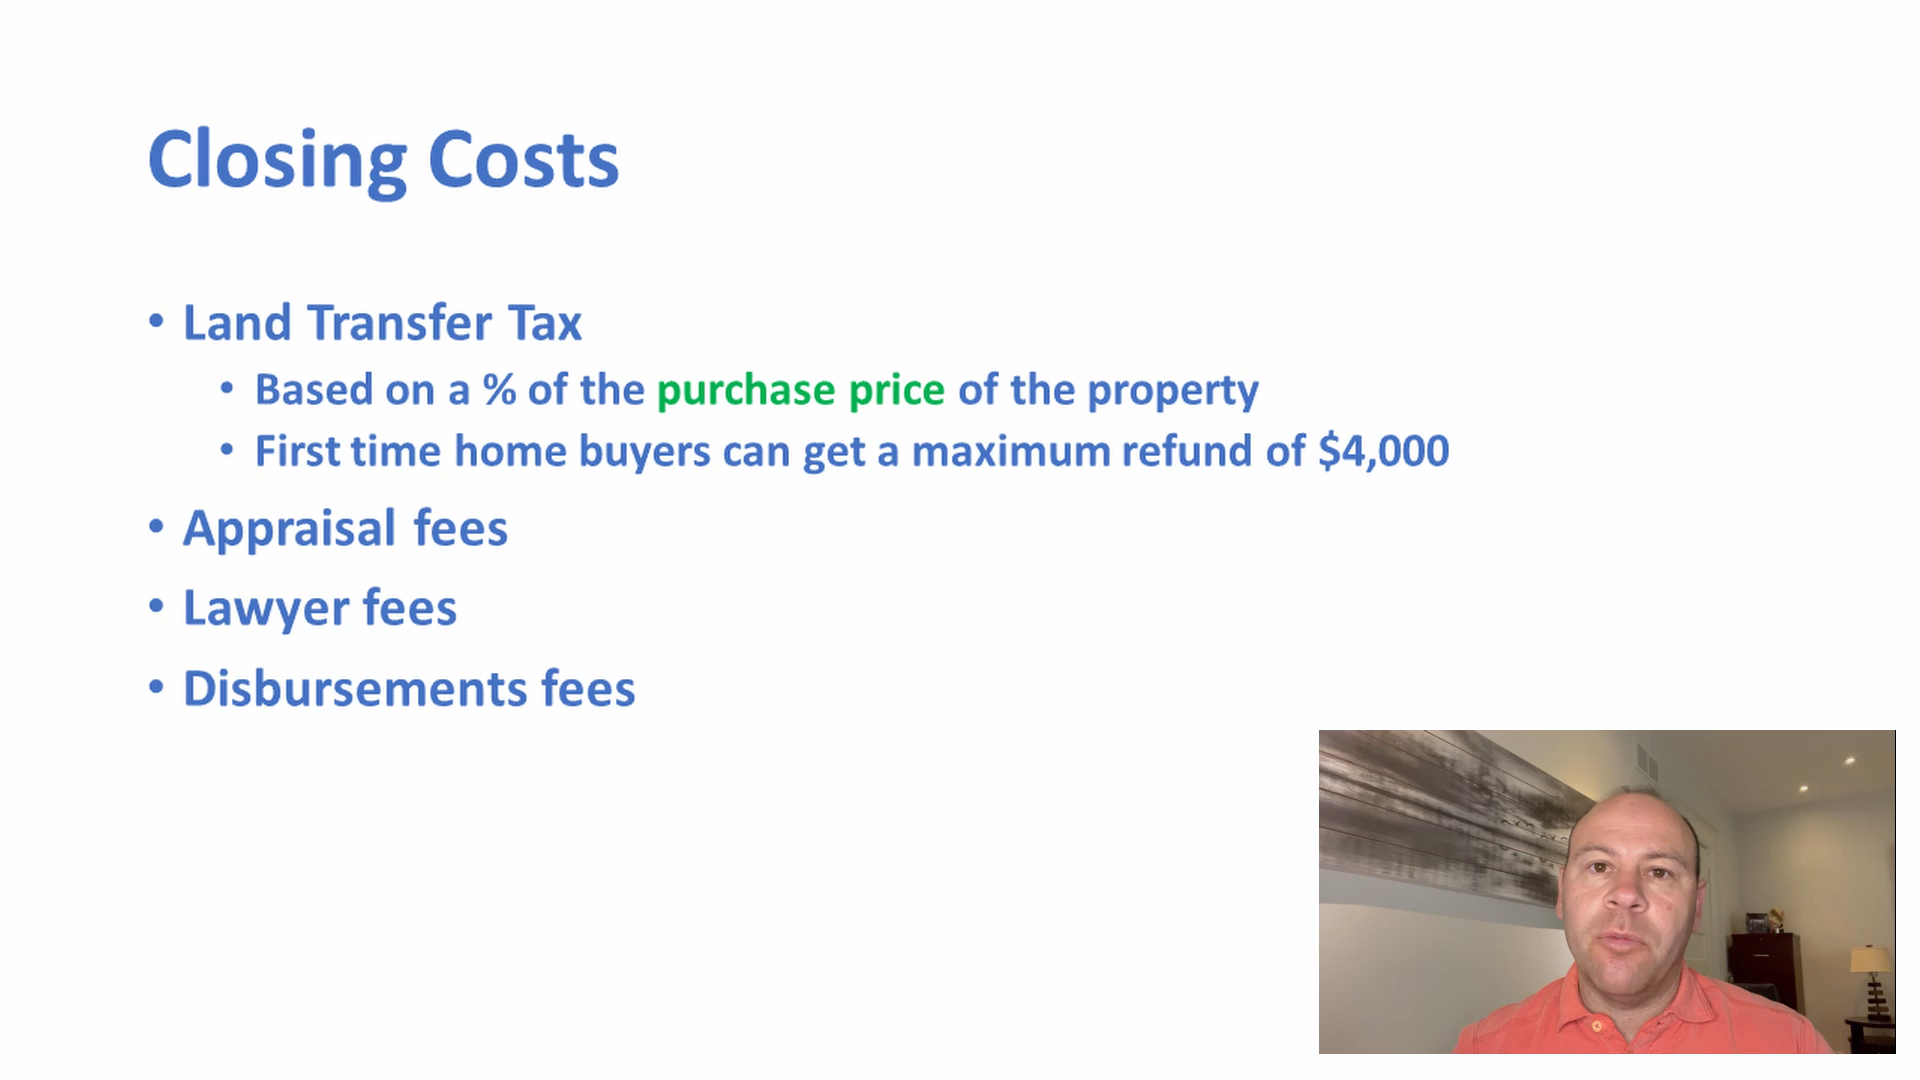 Closing Costs
• Land Transfer Tax
• Based on a % of the purchase price of the property
• First time home buyers can get a maximum refund of $4,000
• Appraisal fees
• Lawyer fees
• Disbursements fees